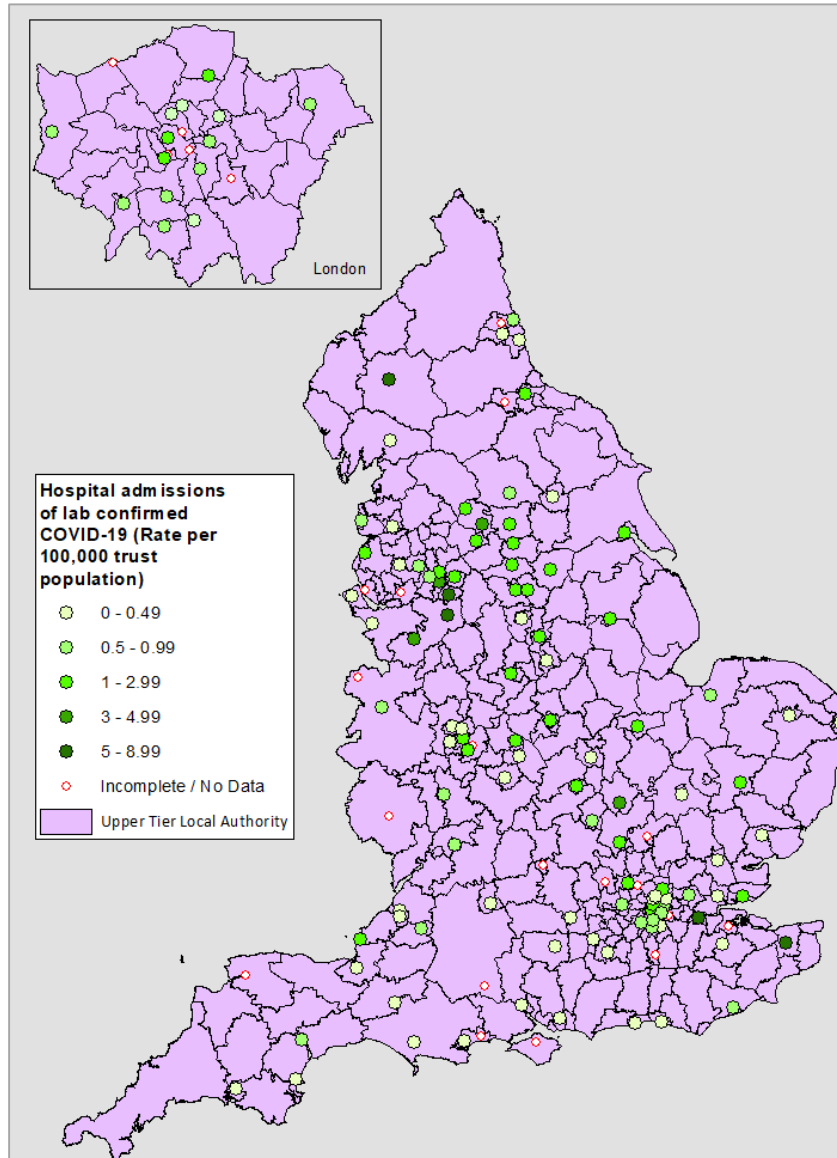 London
Hospital admissions
of lab confirmed
COVID-19 (Rate per
100,000 trust
population)
0 - 0.49
0.5 - 0.99
1 - 2.99
3 - 4.99
5 - 8.99
Incomplete / No Data
Upper Tier Local Authority